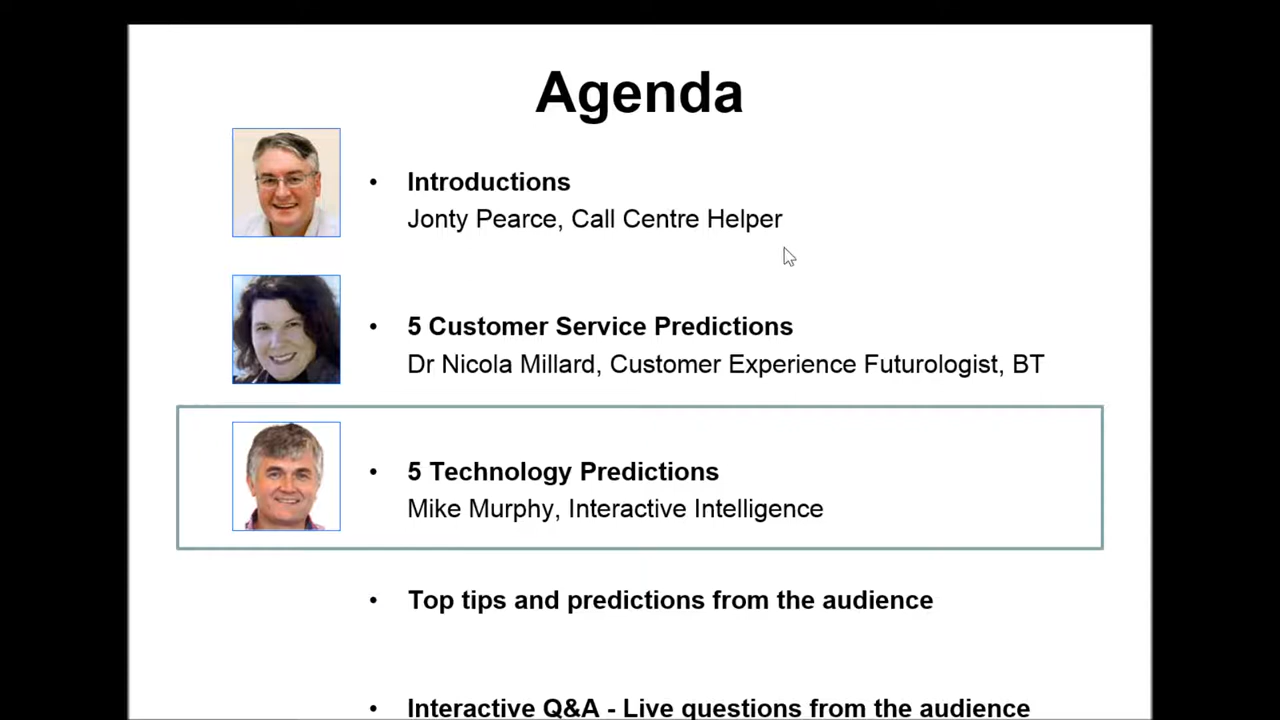 Agenda
• Introductions
Jonty Pearce, Call Centre Helper
• 5 Customer Service Predictions
Dr Nicola Millard, Customer Experience Futurologist, BT
• 5 Technology Predictions
Mike Murphy, Interactive Intelligence
• Top tips and predictions from the audience
• Interactive Q&A - Live questions from the audience